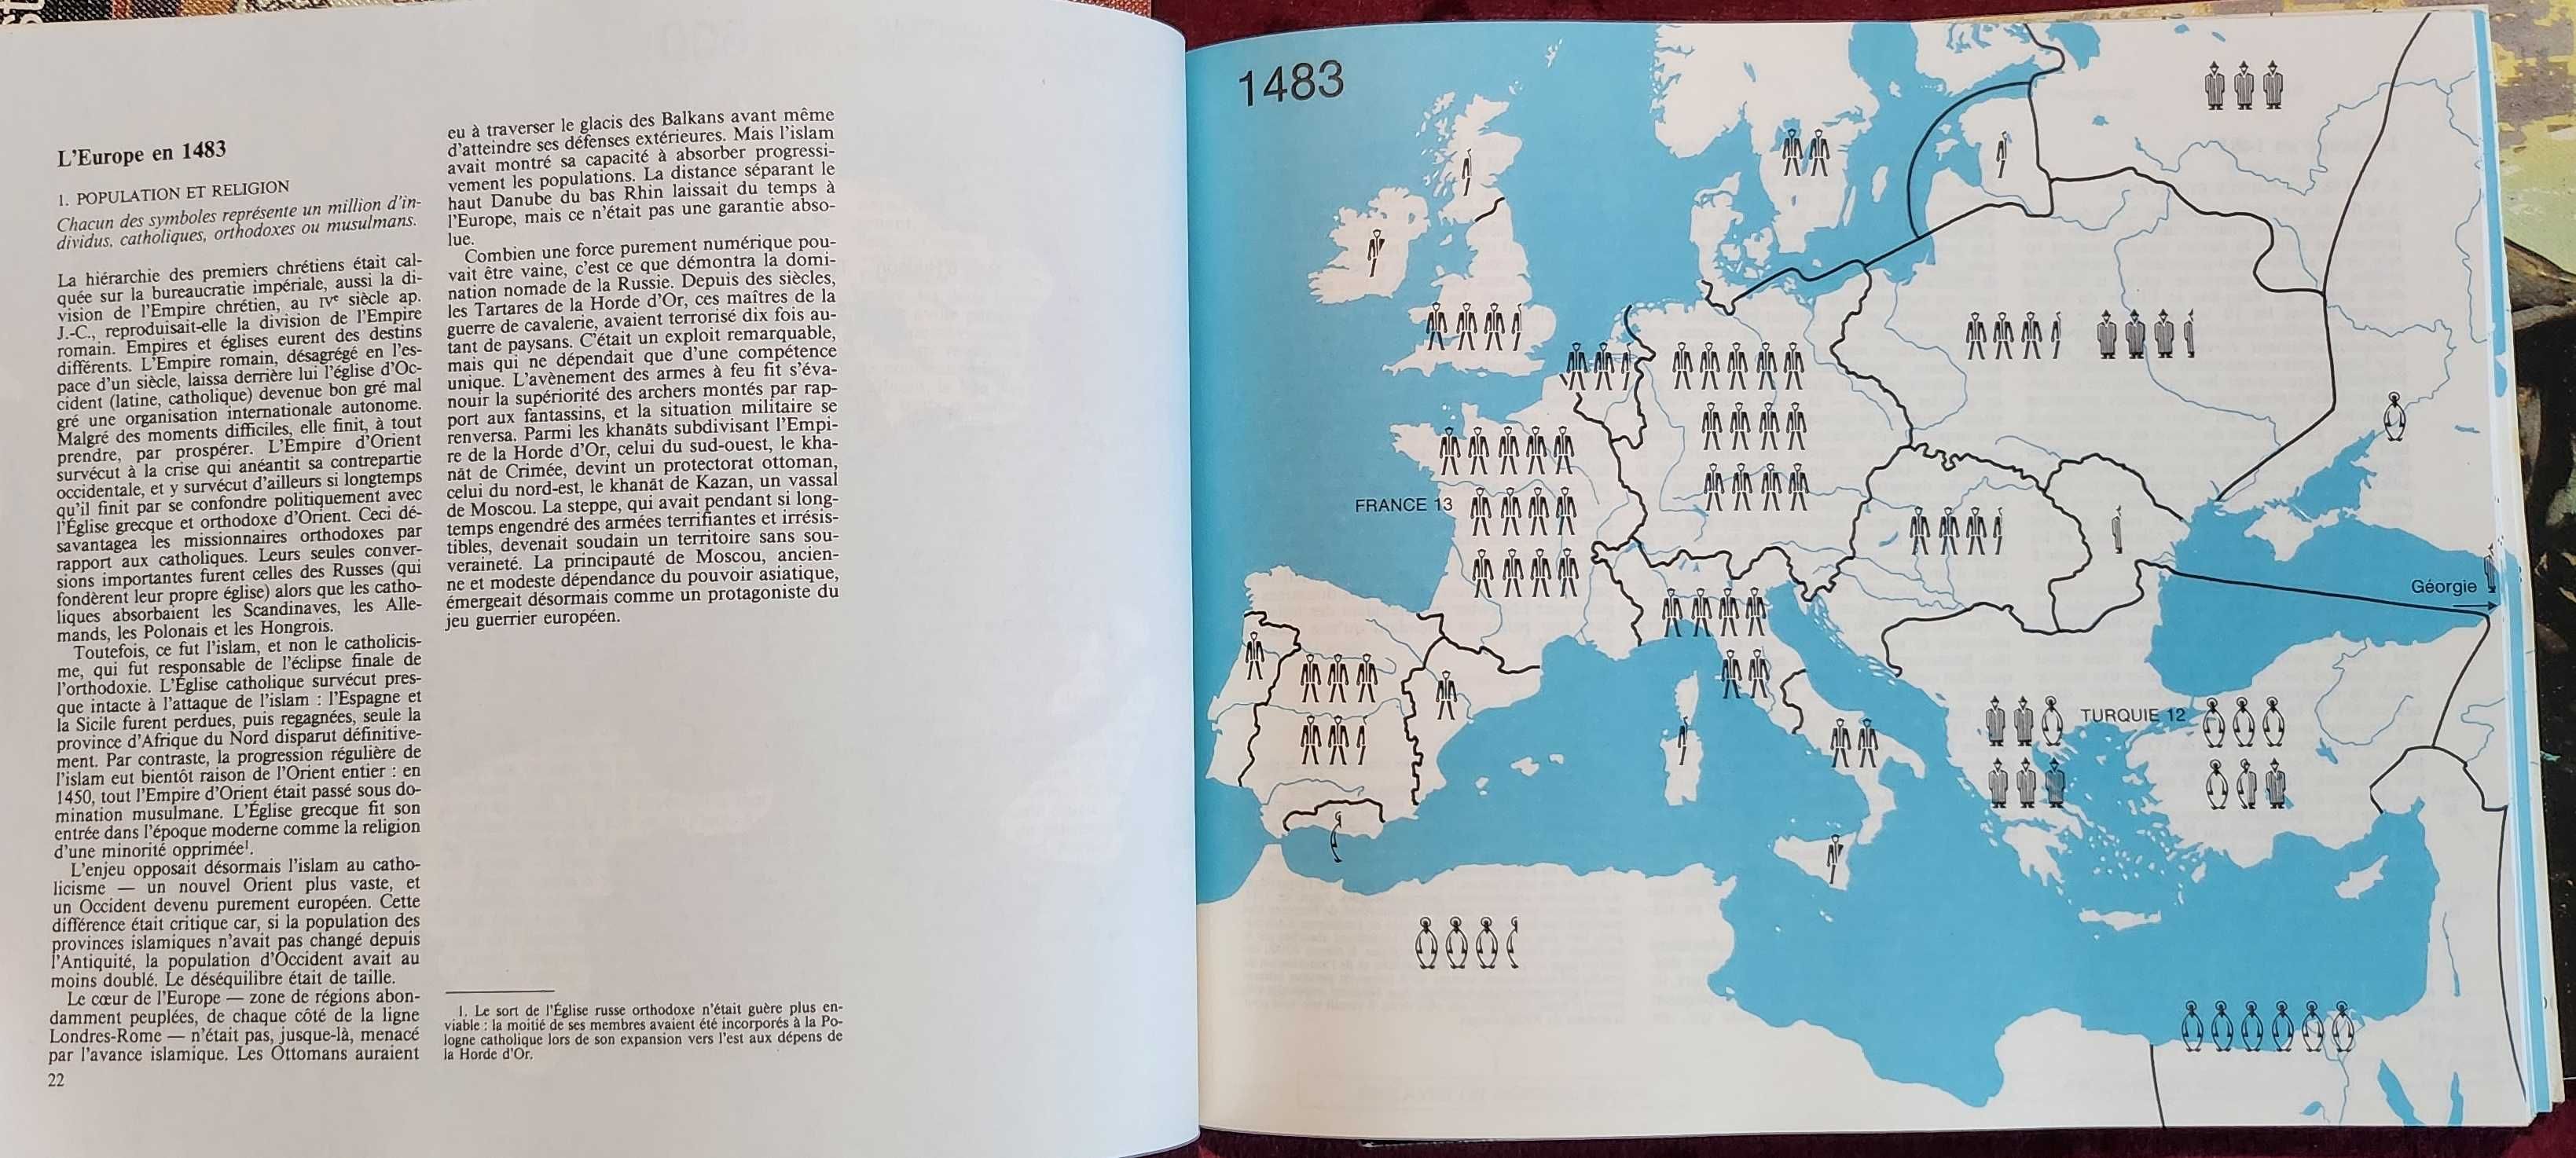 L'Europe en 1483
1. POPULATION ET RELIGION
Chacun des symboles représente un million d'in-
dividus, catholiques, orthodoxes ou musulmans.
La hiérarchie des premiers chrétiens était cal-
quée sur la bureaucratie impériale, aussi la di-
vision de l'Empire chrétien, au IVe siècle ap.
J.-C., reproduisait-elle la division de l'Empire
romain. Empires et églises eurent des destins
différents. L'Empire romain, désagrégé en l'es-
pace d'un siècle, laissa derrière lui l'église d'Oc-
cident (latine, catholique) devenue bon gré mal
gré une organisation internationale autonome.
Malgré des moments difficiles, elle finit, à tout
prendre, par prospérer. L'Empire d'Orient
survécut à la crise qui anéantit sa contrepartie
occidentale, et y survécut d'ailleurs si longtemps
qu'il finit par se confondre politiquement avec
l'Église grecque et orthodoxe d'Orient. Ceci dé-
savantagea les missionnaires orthodoxes par
rapport aux catholiques. Leurs seules conver-
sions importantes furent celles des Russes (qui
fondèrent leur propre église) alors que les catho-
liques absorbaient les Scandinaves, les Alle-
mands, les Polonais et les Hongrois.
Toutefois, ce fut l'islam, et non le catholicis-
me, qui fut responsable de l'éclipse finale de
l'orthodoxie. L'Église catholique survécut pres-
que intacte à l'attaque de l'islam : l'Espagne et
la Sicile furent perdues, puis regagnées, seule la
province d'Afrique du Nord disparut définitive-
ment. Par contraste, la progression régulière de
l'islam eut bientôt raison de l'Orient entier : en
1450, tout l'Empire d'Orient était passé sous do-
mination musulmane. L'Église grecque fit son
entrée dans l'époque moderne comme la religion
d'une minorité opprimée1.
L'enjeu opposait désormais l'islam au catho-
licisme — un nouvel Orient plus vaste, et
un Occident devenu purement européen. Cette
différence était critique car, si la population des
provinces islamiques n'avait pas changé depuis
l'Antiquité, la population d'Occident avait au
moins doublé. Le déséquilibre était de taille.
Le cœur de l'Europe — zone de régions abon-
damment peuplées, de chaque côté de la ligne
Londres-Rome — n'était pas, jusque-là, menacé
par l'avance islamique. Les Ottomans auraient
22
eu à traverser le glacis des Balkans avant même
d'atteindre ses défenses extérieures. Mais l'islam
avait montré sa capacité à absorber progressi-
vement les populations. La distance séparant le
haut Danube du bas Rhin laissait du temps à
l'Europe, mais ce n'était pas une garantie abso-
lue.
Combien une force purement numérique pou-
vait être vaine, c'est ce que démontra la domi-
nation nomade de la Russie. Depuis des siècles,
les Tartares de la Horde d'Or, ces maîtres de la
guerre de cavalerie, avaient terrorisé dix fois au-
tant de paysans. C'était un exploit remarquable,
mais qui ne dépendait que d'une compétence
unique. L'avènement des armes à feu fit s'éva-
nouir la supériorité des archers montés par rap-
port aux fantassins, et la situation militaire se
renversa. Parmi les khanāts subdivisant l'Empi-
re de la Horde d'Or, celui du sud-ouest, le kha-
nāt de Crimée, devint un protectorat ottoman,
celui du nord-est, le khanāt de Kazan, un vassal
de Moscou. La steppe, qui avait pendant si long-
temps engendré des armées terrifiantes et irrésis-
tibles, devenait soudain un territoire sans sou-
veraineté. La principauté de Moscou, ancien-
ne et modeste dépendance du pouvoir asiatique,
émergeait désormais comme un protagoniste du
jeu guerrier européen.
1. Le sort de l'Église russe orthodoxe n'était guère plus en-
viable : la moitié de ses membres avaient été incorporés à la Po-
logne catholique lors de son expansion vers l'est aux dépens de
la Horde d'Or.
1483
FRANCE 13
Géorgie
TURQUIE 12